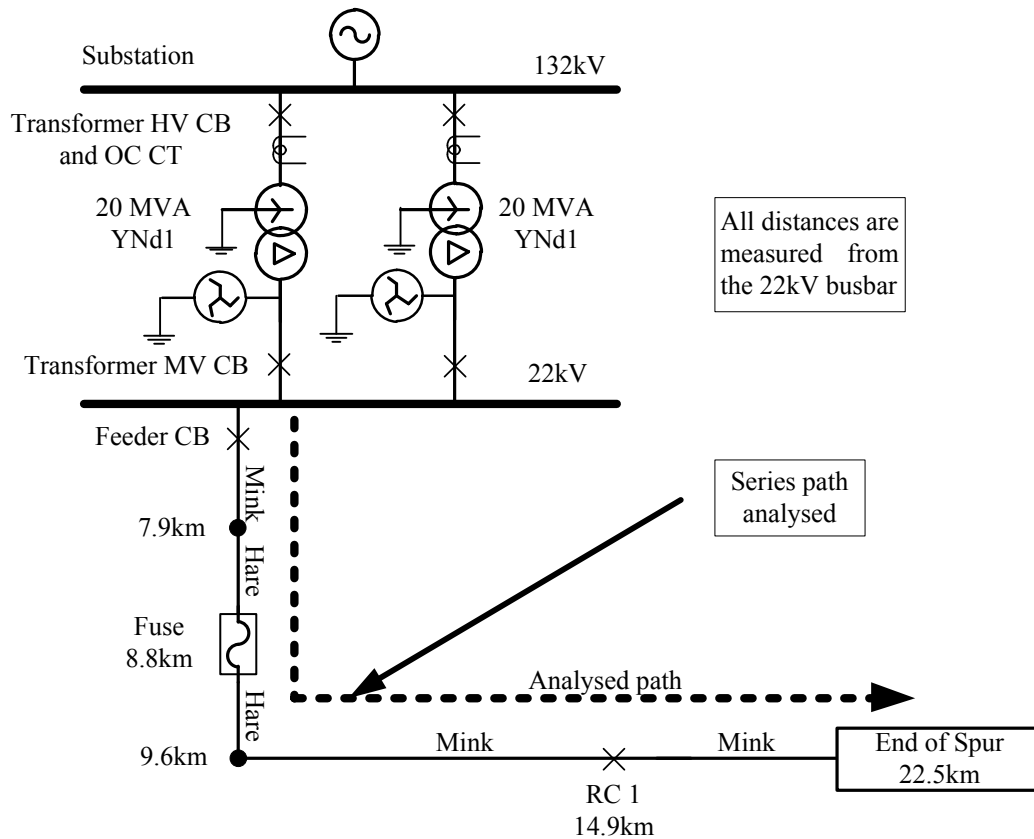 Substation
132kV
Transformer HV CB
and OC CT
20 MVA
YNd1
20 MVA
YNd1
All distances are
measured from
the 22kV busbar
Transformer MV CB
22kV
Feeder CB
Mink
7.9km
Hare
Series path
analysed
Fuse
8.8km
Hare
Analysed path
9.6km
Mink
Mink
End of Spur
22.5km
RC 1
14.9km